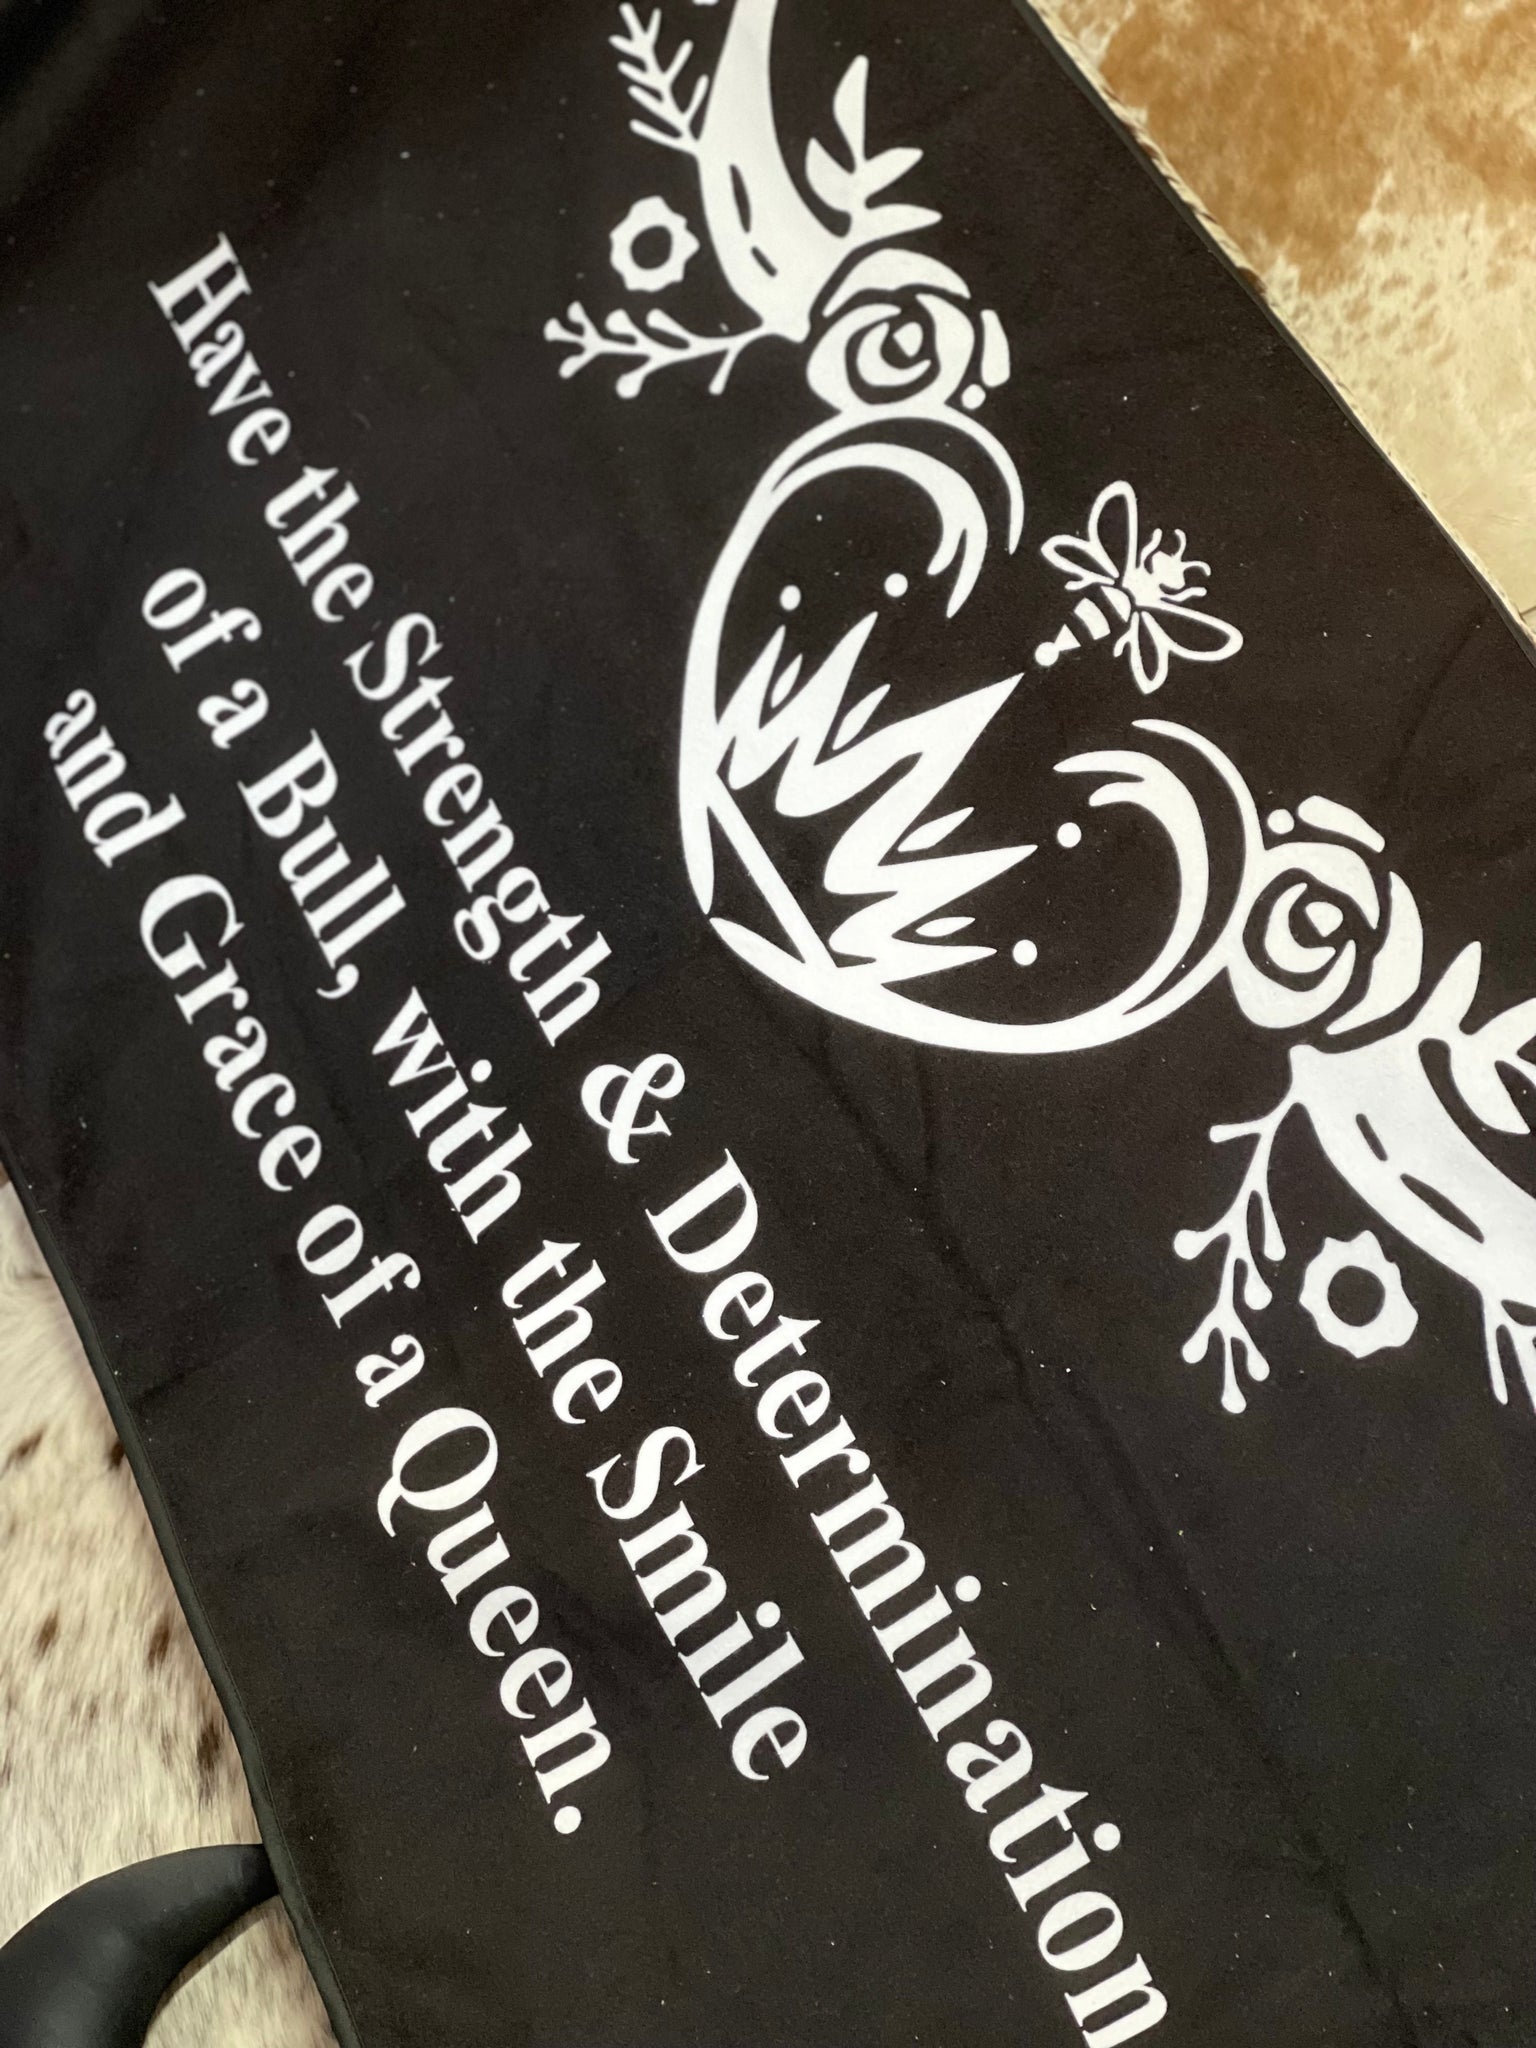 Have the Strength & Determination
of a Bull, with the Smile
and Grace of a Queen.